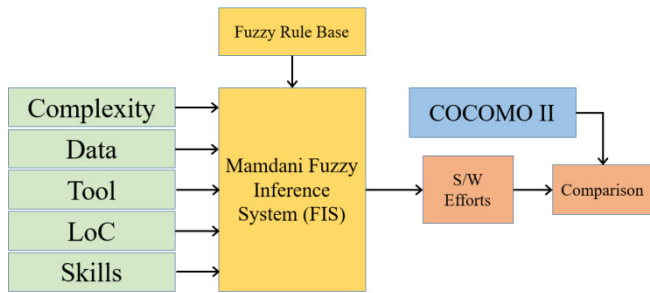 Fuzzy Rule Base
Complexity
Data
Tool
LoC
Skills
Mamdani Fuzzy
Inference
System (FIS)
COCOMO II
S/W
Efforts
Comparison